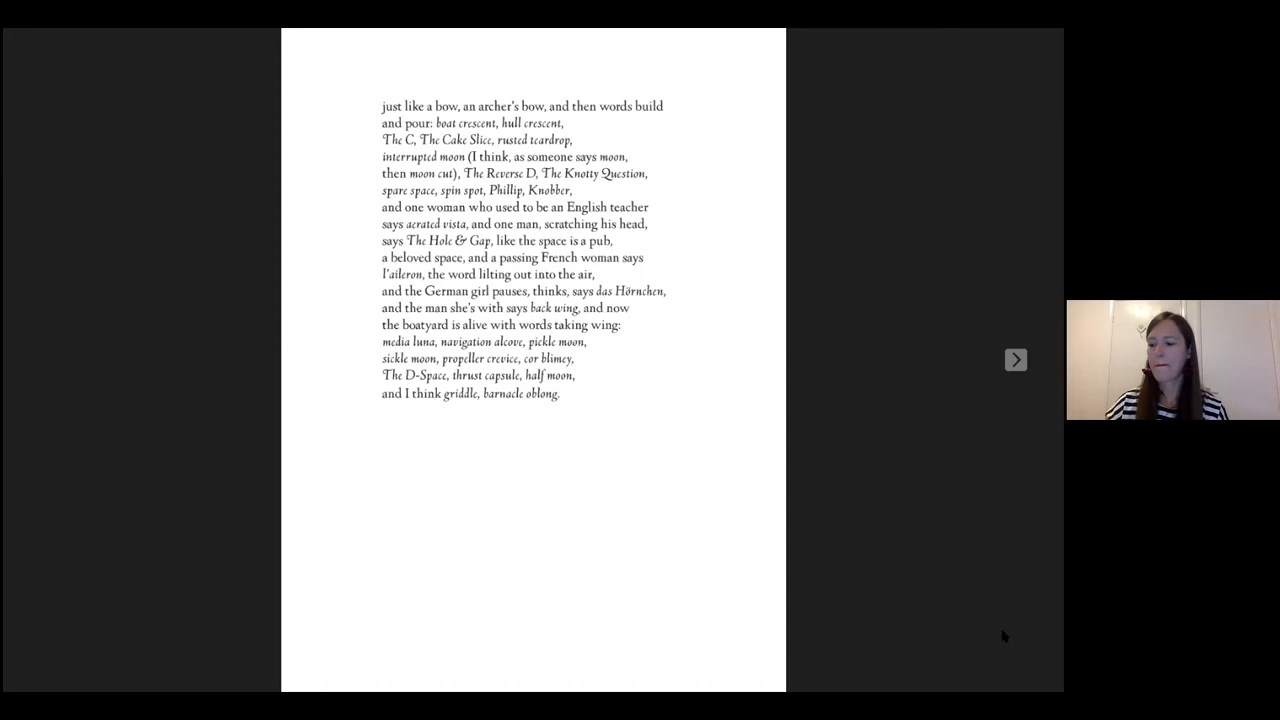 just like a bow, an archer's bow, and then words build
and pour: boat crescent, hull crescent,
The C, The Cake Slice, rusted teardrop,
interrupted moon (I think, as someone says moon,
then moon cut), The Reverse D, The Knotty Question,
spare space, spin spot, Phillip, Knobber,
and one woman who used to be an English teacher
says aerated vista, and one man, scratching his head,
says The Hole & Gap, like the space is a pub,
a beloved space, and a passing French woman says
l'aileron, the word lilting out into the air,
and the German girl pauses, thinks, says das Hörnchen,
and the man she's with says back wing, and now
the boatyard is alive with words taking wing:
media luna, navigation alcove, pickle moon,
sickle moon, propeller crevice, cor blimey,
The D-Space, thrust capsule, half moon,
and I think griddle, barnacle oblong.